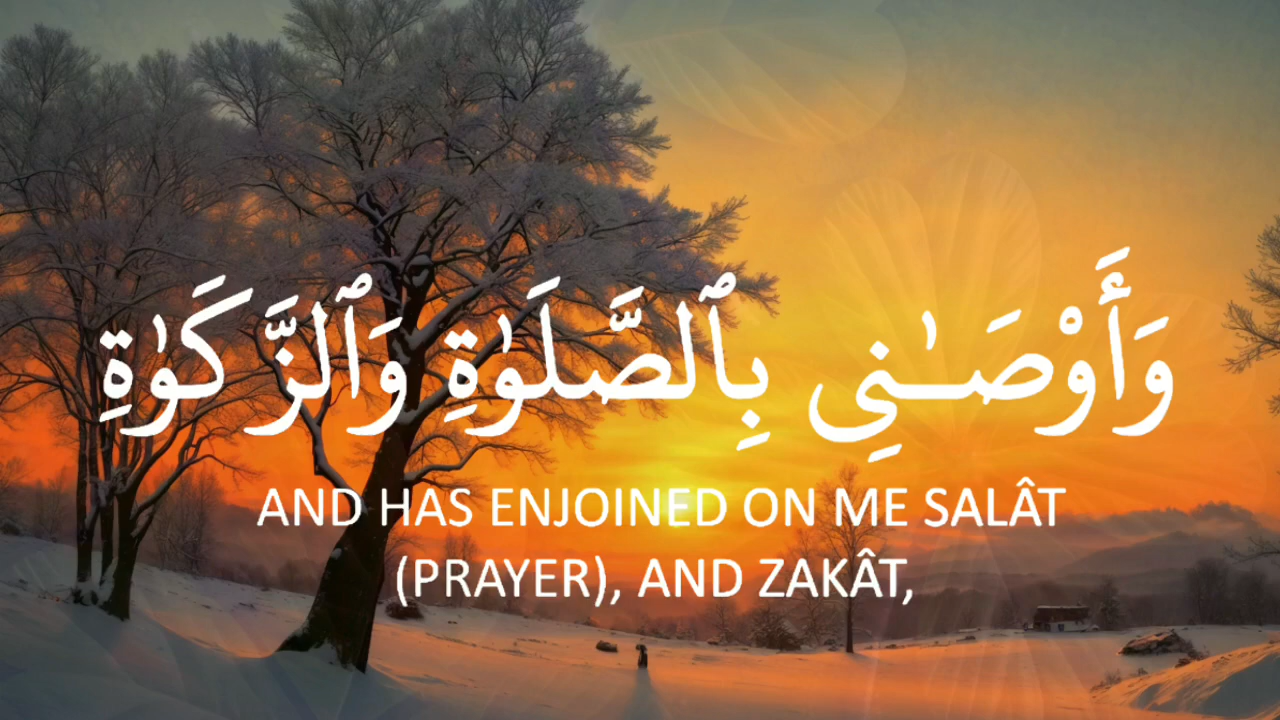 وَأَوْصَـٰنِي بِٱلصَّلَوٰةِ وَٱلزَّكَوٰةِ
AND HAS ENJOINED ON ME SALÂT
(PRAYER), AND ZAKÂT,